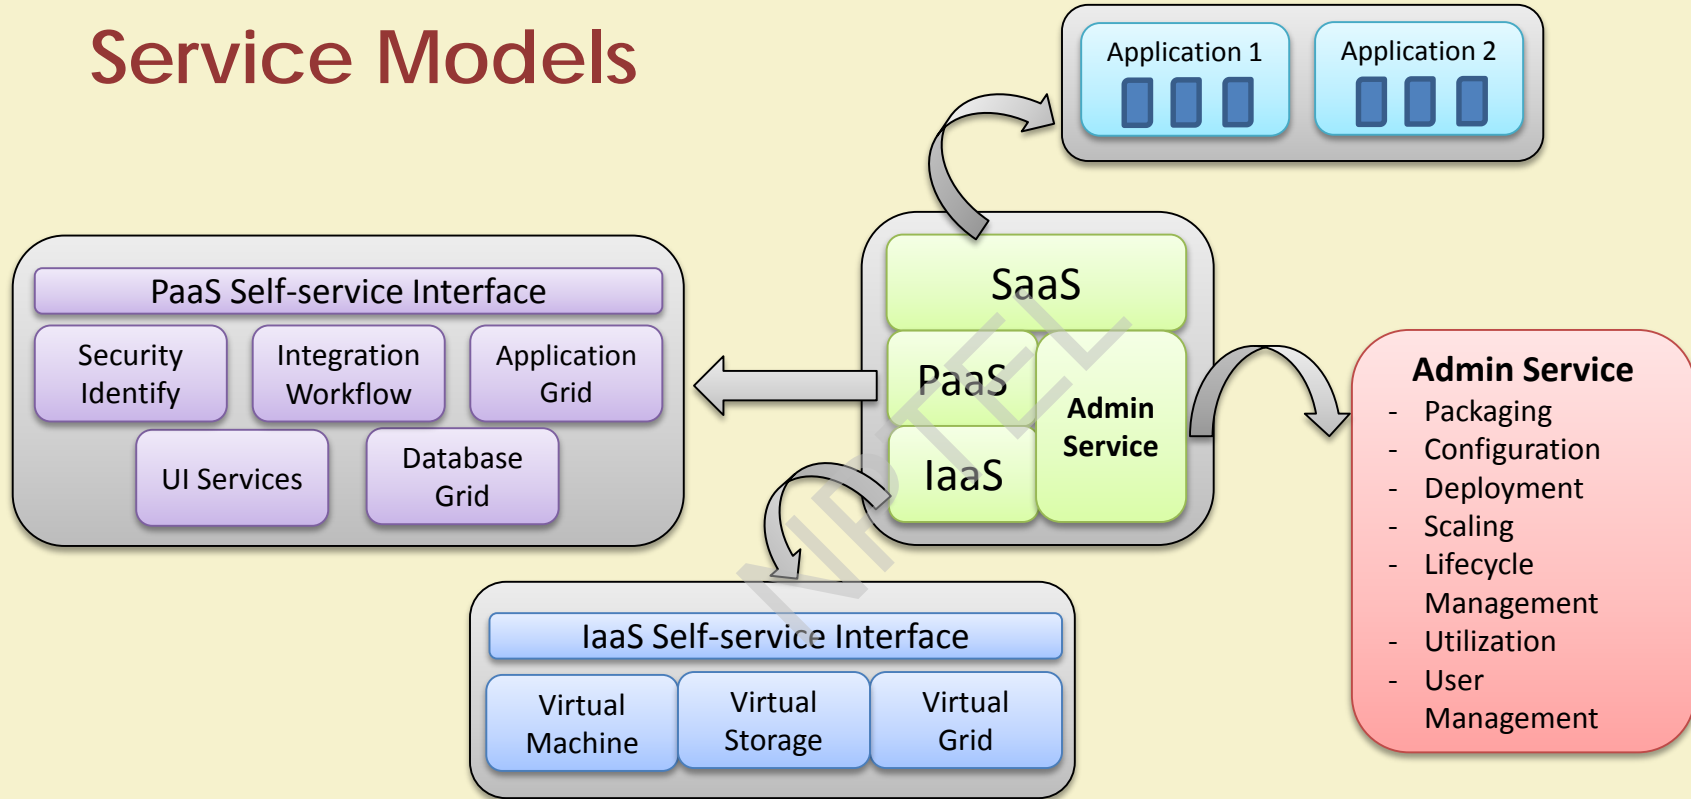 Service Models
Application 1
Application 2
SaaS
PaaS
IaaS
Admin
Service
PaaS Self-service Interface
Security
Identify
Integration
Workflow
Application
Grid
UI Services
Database
Grid
IaaS Self-service Interface
Virtual
Machine
Virtual
Storage
Virtual
Grid
Admin Service
- Packaging
- Configuration
- Deployment
- Scaling
- Lifecycle
Management
- Utilization
- User
Management
NPTEL